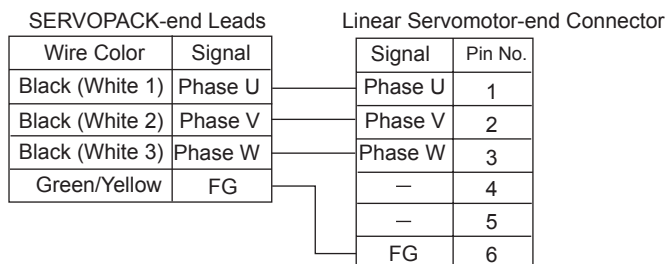 SERVOPACK-end Leads
Wire Color Signal
Black (White 1) Phase U
Black (White 2) Phase V
Black (White 3) Phase W
Green/Yellow FG
Linear Servomotor-end Connector
Signal Pin No.
Phase U 1
Phase V 2
Phase W 3
− 4
− 5
FG 6